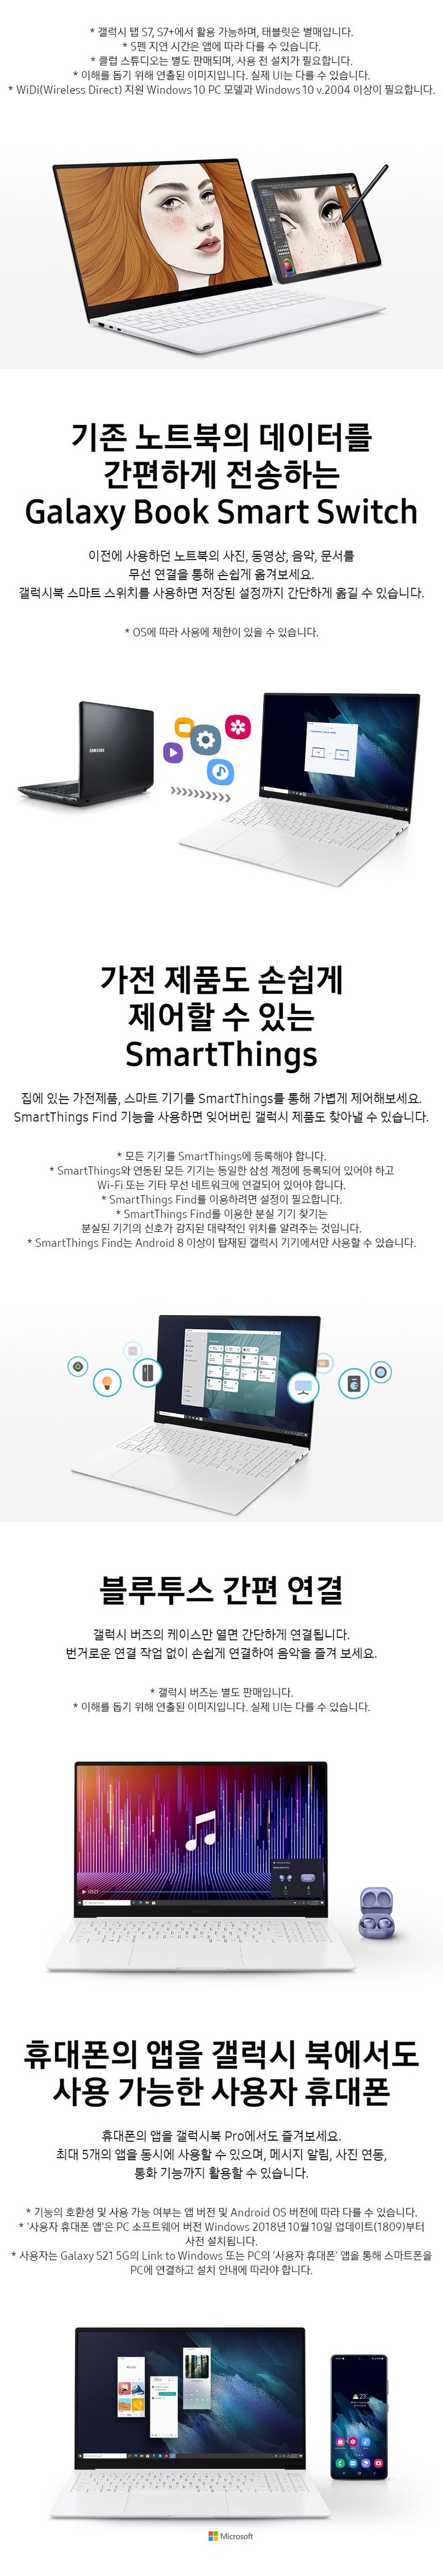 * 갤럭시 탭 S7, S7+에서 활용 가능하며, 태블릿은 별매입니다.
* S펜 지연 시간은 앱에 따라 다를 수 있습니다.
* 클립 스튜디오는 별도 판매되며, 사용 전 설치가 필요합니다.
* 이해를 돕기 위해 연출된 이미지입니다. 실제 UI는 다를 수 있습니다.
* WiDi(Wireless Direct) 지원 Windows 10 PC 모델과 Windows 10 v.2004 이상이 필요합니다.
기존 노트북의 데이터를
간편하게 전송하는
Galaxy Book Smart Switch
이전에 사용하던 노트북의 사진, 동영상, 음악, 문서를
무선 연결을 통해 손쉽게 옮겨보세요.
갤럭시북 스마트 스위치를 사용하면 저장된 설정까지 간단하게 옮길 수 있습니다.
* OS에 따라 사용에 제한이 있을 수 있습니다.
SAMSUNG
가전 제품도 손쉽게
제어할 수 있는
SmartThings
집에 있는 가전제품, 스마트 기기를 SmartThings를 통해 가볍게 제어해보세요.
SmartThings Find 기능을 사용하면 잊어버린 갤럭시 제품도 찾아낼 수 있습니다.
* 모든 기기를 SmartThings에 등록해야 합니다.
* SmartThings와 연동된 모든 기기는 동일한 삼성 계정에 등록되어 있어야 하고
Wi-Fi 또는 기타 무선 네트워크에 연결되어 있어야 합니다.
* SmartThings Find를 이용하려면 설정이 필요합니다.
* SmartThings Find를 이용한 분실 기기 찾기는
분실된 기기의 신호가 감지된 대략적인 위치를 알려주는 것입니다.
* SmartThings Find는 Android 8 이상이 탑재된 갤럭시 기기에서만 사용할 수 있습니다.
블루투스 간편 연결
갤럭시 버즈의 케이스만 열면 간단하게 연결됩니다.
번거로운 연결 작업 없이 손쉽게 연결하여 음악을 즐겨 보세요.
* 갤럭시 버즈는 별도 판매입니다.
* 이해를 돕기 위해 연출된 이미지입니다. 실제 UI는 다를 수 있습니다.
03:21
휴대폰의 앱을 갤럭시 북에서도
사용 가능한 사용자 휴대폰
휴대폰의 앱을 갤럭시북 Pro에서도 즐겨보세요.
최대 5개의 앱을 동시에 사용할 수 있으며, 메시지 알림, 사진 연동,
통화 기능까지 활용할 수 있습니다.
* 기능의 호환성 및 사용 가능 여부는 앱 버전 및 Android OS 버전에 따라 다를 수 있습니다.
* '사용자 휴대폰 앱'은 PC 소프트웨어 버전 Windows 2018년 10월 10일 업데이트(1809)부터
사전 설치됩니다.
* 사용자는 Galaxy S21 5G의 Link to Windows 또는 PC의 '사용자 휴대폰' 앱을 통해 스마트폰을
PC에 연결하고 설치 안내에 따라야 합니다.
23°
Microsoft